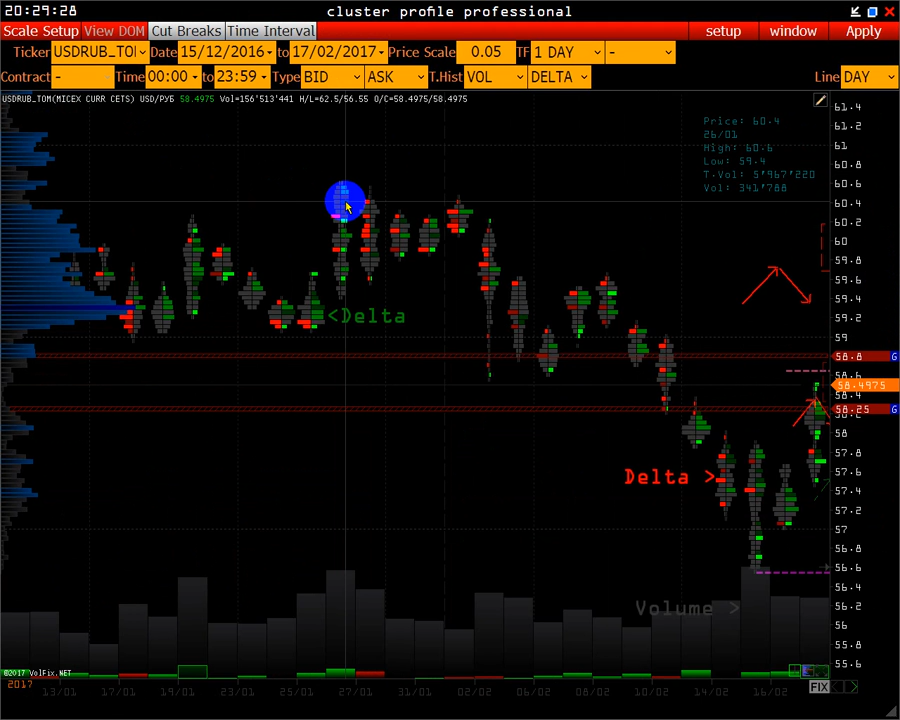 20:29:28 cluster profile professional
Scale Setup View DOM Cut Breaks Time Interval setup window Apply
Ticker USDRUB_TO Date 15/12/2016 to 17/02/2017 Price Scale 0.05 TF 1 DAY -
Contract - Time 00:00 to 23:59 Type BID ASK T.Hist VOL DELTA Line DAY
USDRUB_TOM(MICEX CURR CETS) USD/РУБ 58.4975 Vol=156'513'441 H/L=62.5/56.55 O/C=58.4975/58.4975
Price: 60.4
26/01
High: 60.6
Low: 59.4
T.Vol: 5'967'220
Vol: 341'788
61.4
61.2
61
60.8
60.6
60.4
60.2
60
59.8
59.6
59.4
59.2
59
58.8 G
58.6
58.4975
58.4
58.25 G
58.2
58
57.8
57.6
57.4
57.2
57
56.8
56.6
56.4
56.2
56
55.8
55.6
<Delta
Delta >
Volume >
©2017 VolFix.NET
2017 13/01 17/01 19/01 23/01 25/01 27/01 31/01 02/02 06/02 08/02 10/02 14/02 16/02 FIX